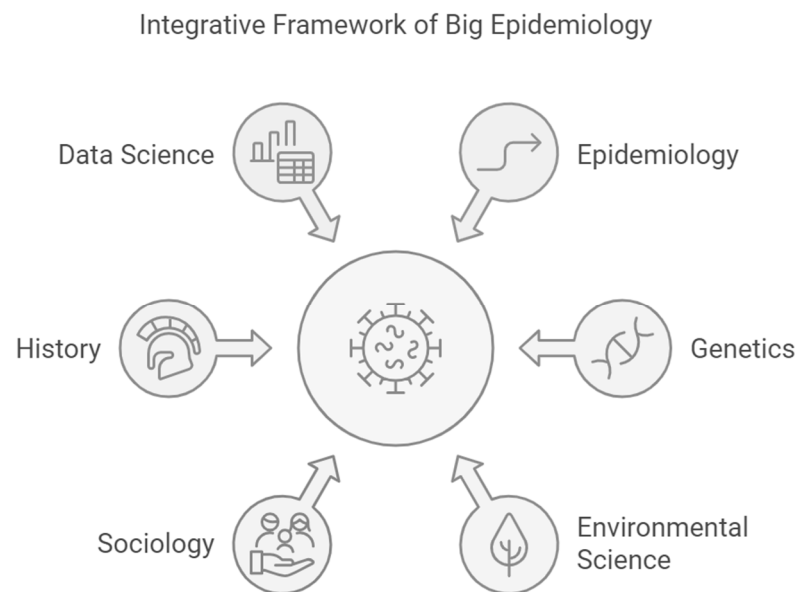 Integrative Framework of Big Epidemiology
Data Science
Epidemiology
History
Genetics
Sociology
Environmental
Science